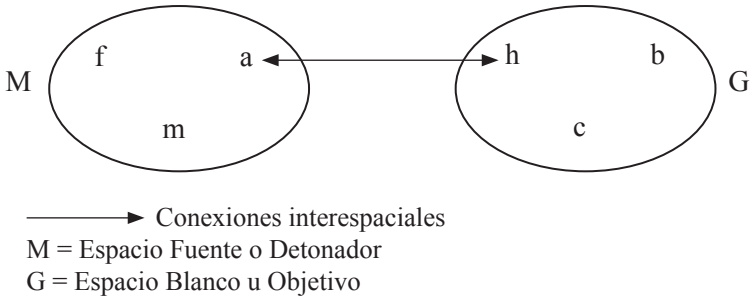 f a h b
M G
m c
Conexiones interespaciales
M = Espacio Fuente o Detonador
G = Espacio Blanco u Objetivo